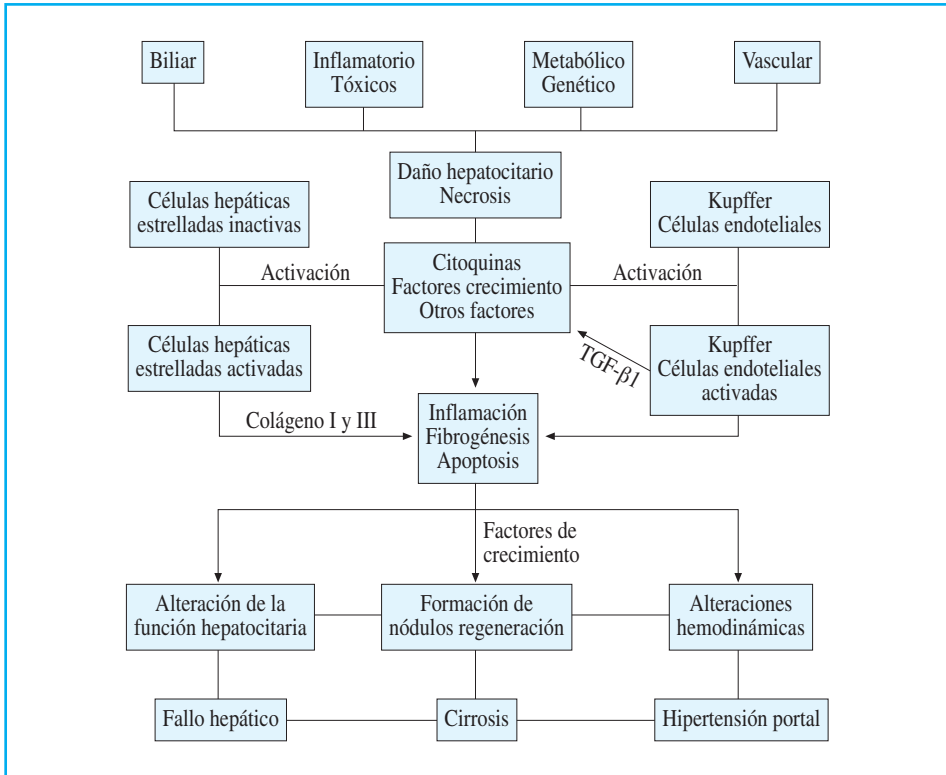 Biliar
Inflamatorio
Tóxicos
Metabólico
Genético
Vascular
Daño hepatocitario
Necrosis
Células hepáticas
estrelladas inactivas
Kupffer
Células endoteliales
Activación
Citoquinas
Factores crecimiento
Otros factores
Activación
Células hepáticas
estrelladas activadas
TGF-β1
Kupffer
Células endoteliales
activadas
Colágeno I y III
Inflamación
Fibrogénesis
Apoptosis
Factores de
crecimiento
Alteración de la
función hepatocitaria
Formación de
nódulos regeneración
Alteraciones
hemodinámicas
Fallo hepático
Cirrosis
Hipertensión portal